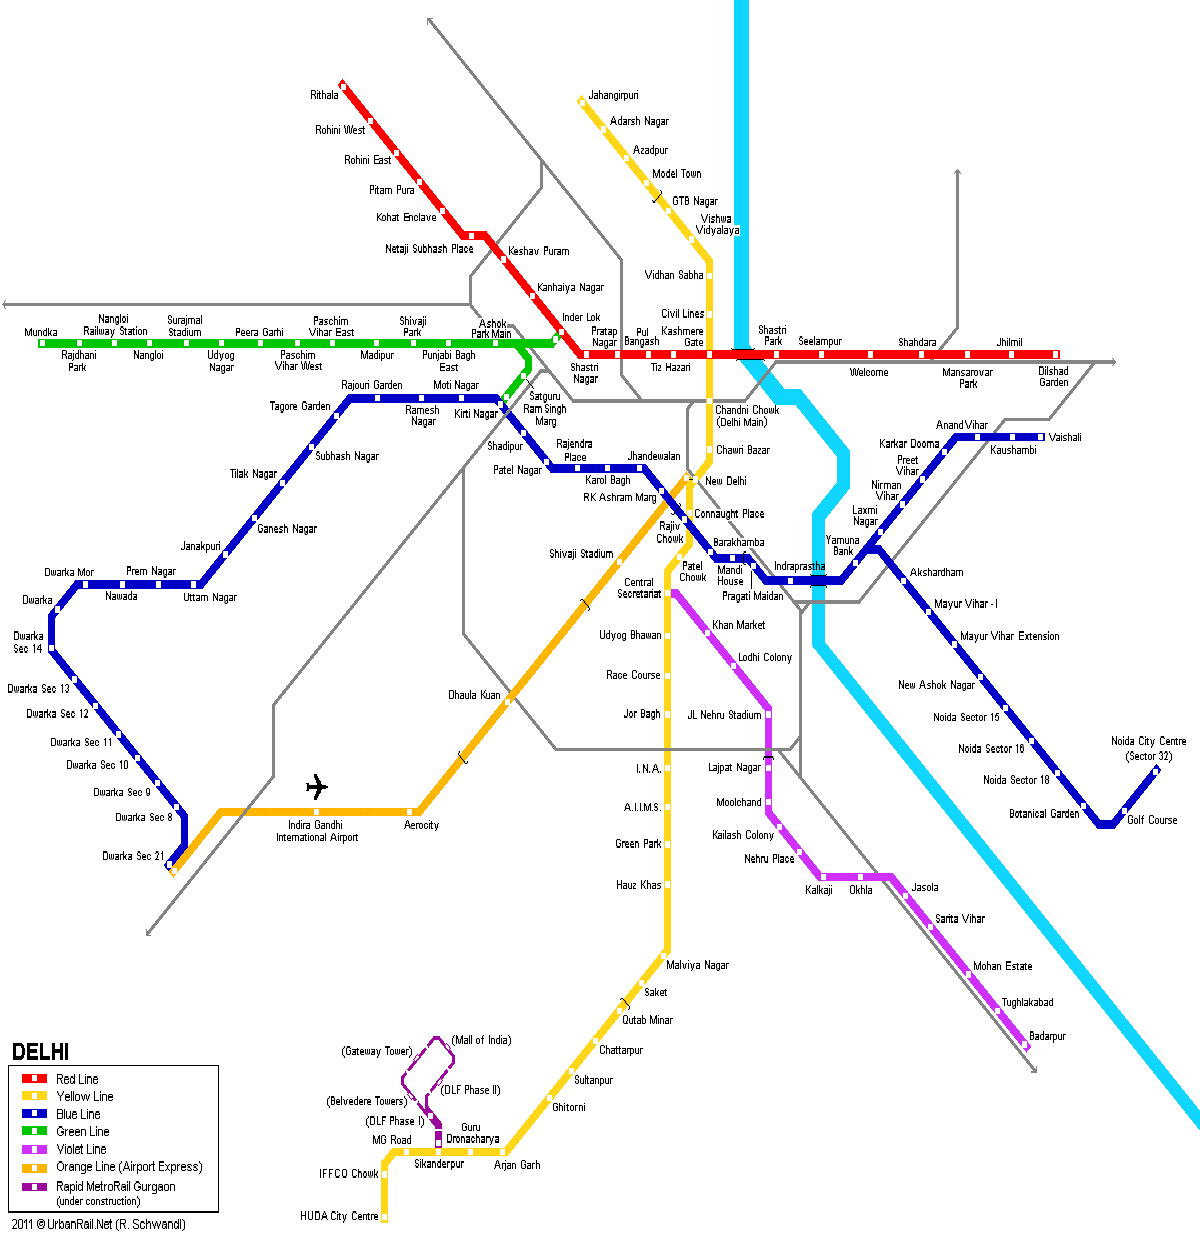 Rithala
Rohini West
Rohini East
Pitam Pura
Kohat Enclave
Netaji Subhash Place
Keshav Puram
Kanhaiya Nagar
Inder Lok
Shastri
Nagar
Pratap
Nagar
Pul
Bangash
Tiz Hazari
Kashmere
Gate
Shastri
Park
Seelampur
Welcome
Shahdara
Mansarovar
Park
Jhilmil
Dilshad
Garden
Jahangirpuri
Adarsh Nagar
Azadpur
Model Town
GTB Nagar
Vishwa
Vidyalaya
Vidhan Sabha
Civil Lines
Chandni Chowk
(Delhi Main)
Chawri Bazar
New Delhi
Connaught Place
Rajiv
Chowk
Patel
Chowk
Central
Secretariat
Udyog Bhawan
Race Course
Jor Bagh
I.N.A.
A.I.I.M.S.
Green Park
Hauz Khas
Malviya Nagar
Saket
Qutab Minar
Chattarpur
Sultanpur
Ghitorni
Arjan Garh
Guru
Dronacharya
Sikanderpur
MG Road
IFFCO Chowk
HUDA City Centre
Mundka
Rajdhani
Park
Nangloi
Railway Station
Nangloi
Surajmal
Stadium
Udyog
Nagar
Peera Garhi
Paschim
Vihar West
Paschim
Vihar East
Madipur
Shivaji
Park
Punjabi Bagh
East
Ashok
Park Main
Satguru
Ram Singh
Marg
Kirti Nagar
Moti Nagar
Ramesh
Nagar
Rajouri Garden
Tagore Garden
Subhash Nagar
Tilak Nagar
Ganesh Nagar
Janakpuri
Uttam Nagar
Prem Nagar
Nawada
Dwarka Mor
Dwarka
Dwarka
Sec 14
Dwarka Sec 13
Dwarka Sec 12
Dwarka Sec 11
Dwarka Sec 10
Dwarka Sec 9
Dwarka Sec 8
Dwarka Sec 21
Shadipur
Patel Nagar
Rajendra
Place
Karol Bagh
Jhandewalan
RK Ashram Marg
Barakhamba
Mandi
House
Pragati Maidan
Indraprastha
Yamuna
Bank
Laxmi
Nagar
Nirman
Vihar
Preet
Vihar
Karkar Dooma
Anand Vihar
Kaushambi
Vaishali
Akshardham
Mayur Vihar - I
Mayur Vihar Extension
New Ashok Nagar
Noida Sector 15
Noida Sector 16
Noida Sector 18
Botanical Garden
Golf Course
Noida City Centre
(Sector 32)
Shivaji Stadium
Dhaula Kuan
Aerocity
Indira Gandhi
International Airport
Khan Market
Lodhi Colony
JL Nehru Stadium
Lajpat Nagar
Moolchand
Kailash Colony
Nehru Place
Kalkaji
Okhla
Jasola
Sarita Vihar
Mohan Estate
Tughlakabad
Badarpur
(Gateway Tower)
(Mall of India)
(DLF Phase II)
(Belvedere Towers)
(DLF Phase I)
DELHI
Red Line
Yellow Line
Blue Line
Green Line
Violet Line
Orange Line (Airport Express)
Rapid MetroRail Gurgaon
(under construction)
2011 © UrbanRail.Net (R. Schwandl)